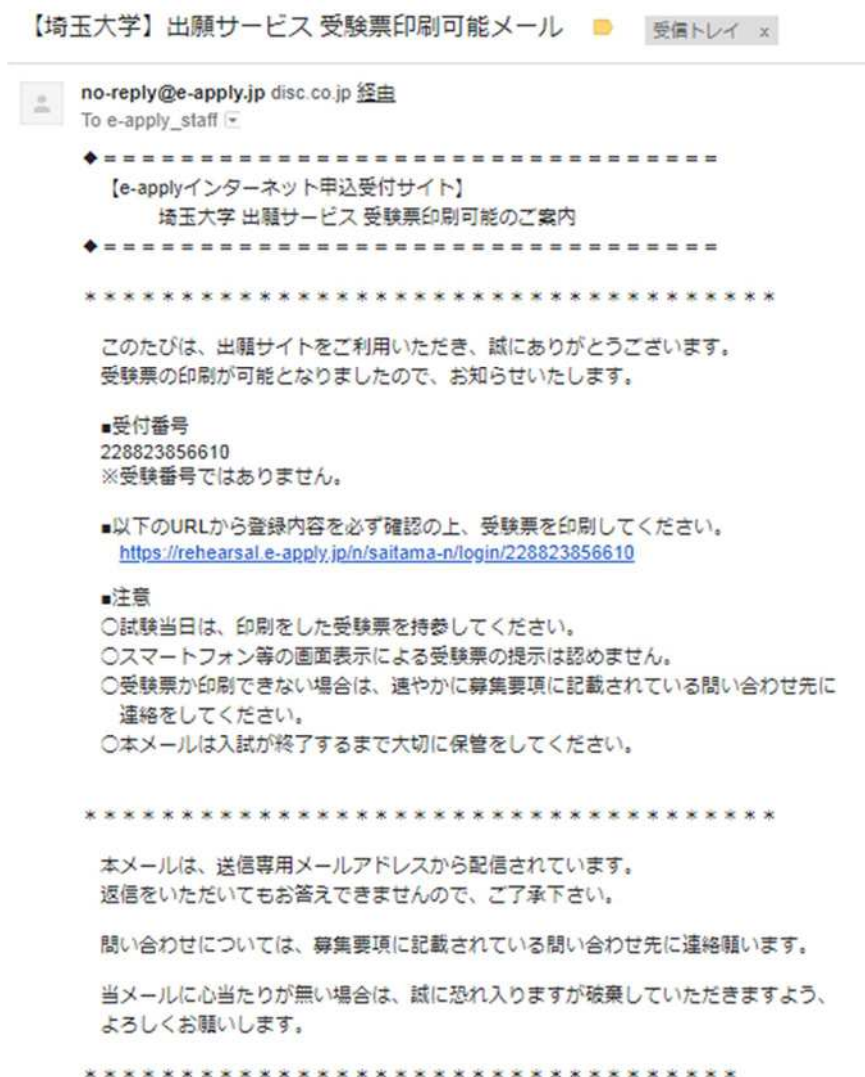 【埼玉大学】出願サービス 受験票印刷可能メール 受信トレイ x
no-reply@e-apply.jp disc.co.jp 経由
To e-apply_staff
◆===============================
【e-applyインターネット申込受付サイト】
埼玉大学 出願サービス 受験票印刷可能のご案内
◆===============================
************************************
このたびは、出願サイトをご利用いただき、誠にありがとうございます。
受験票の印刷が可能となりましたので、お知らせいたします。
■受付番号
228823856610
※受験番号ではありません。
■以下のURLから登録内容を必ず確認の上、受験票を印刷してください。
https://rehearsal.e-apply.jp/n/saitama-n/login/228823856610
■注意
○試験当日は、印刷をした受験票を持参してください。
○スマートフォン等の画面表示による受験票の提示は認めません。
○受験票が印刷できない場合は、速やかに募集要項に記載されている問い合わせ先に
連絡をしてください。
○本メールは入試が終了するまで大切に保管をしてください。
************************************
本メールは、送信専用メールアドレスから配信されています。
返信をいただいてもお答えできませんので、ご了承下さい。
問い合わせについては、募集要項に記載されている問い合わせ先に連絡願います。
当メールに心当たりが無い場合は、誠に恐れ入りますが破棄していただきますよう、
よろしくお願いします。
**********************************